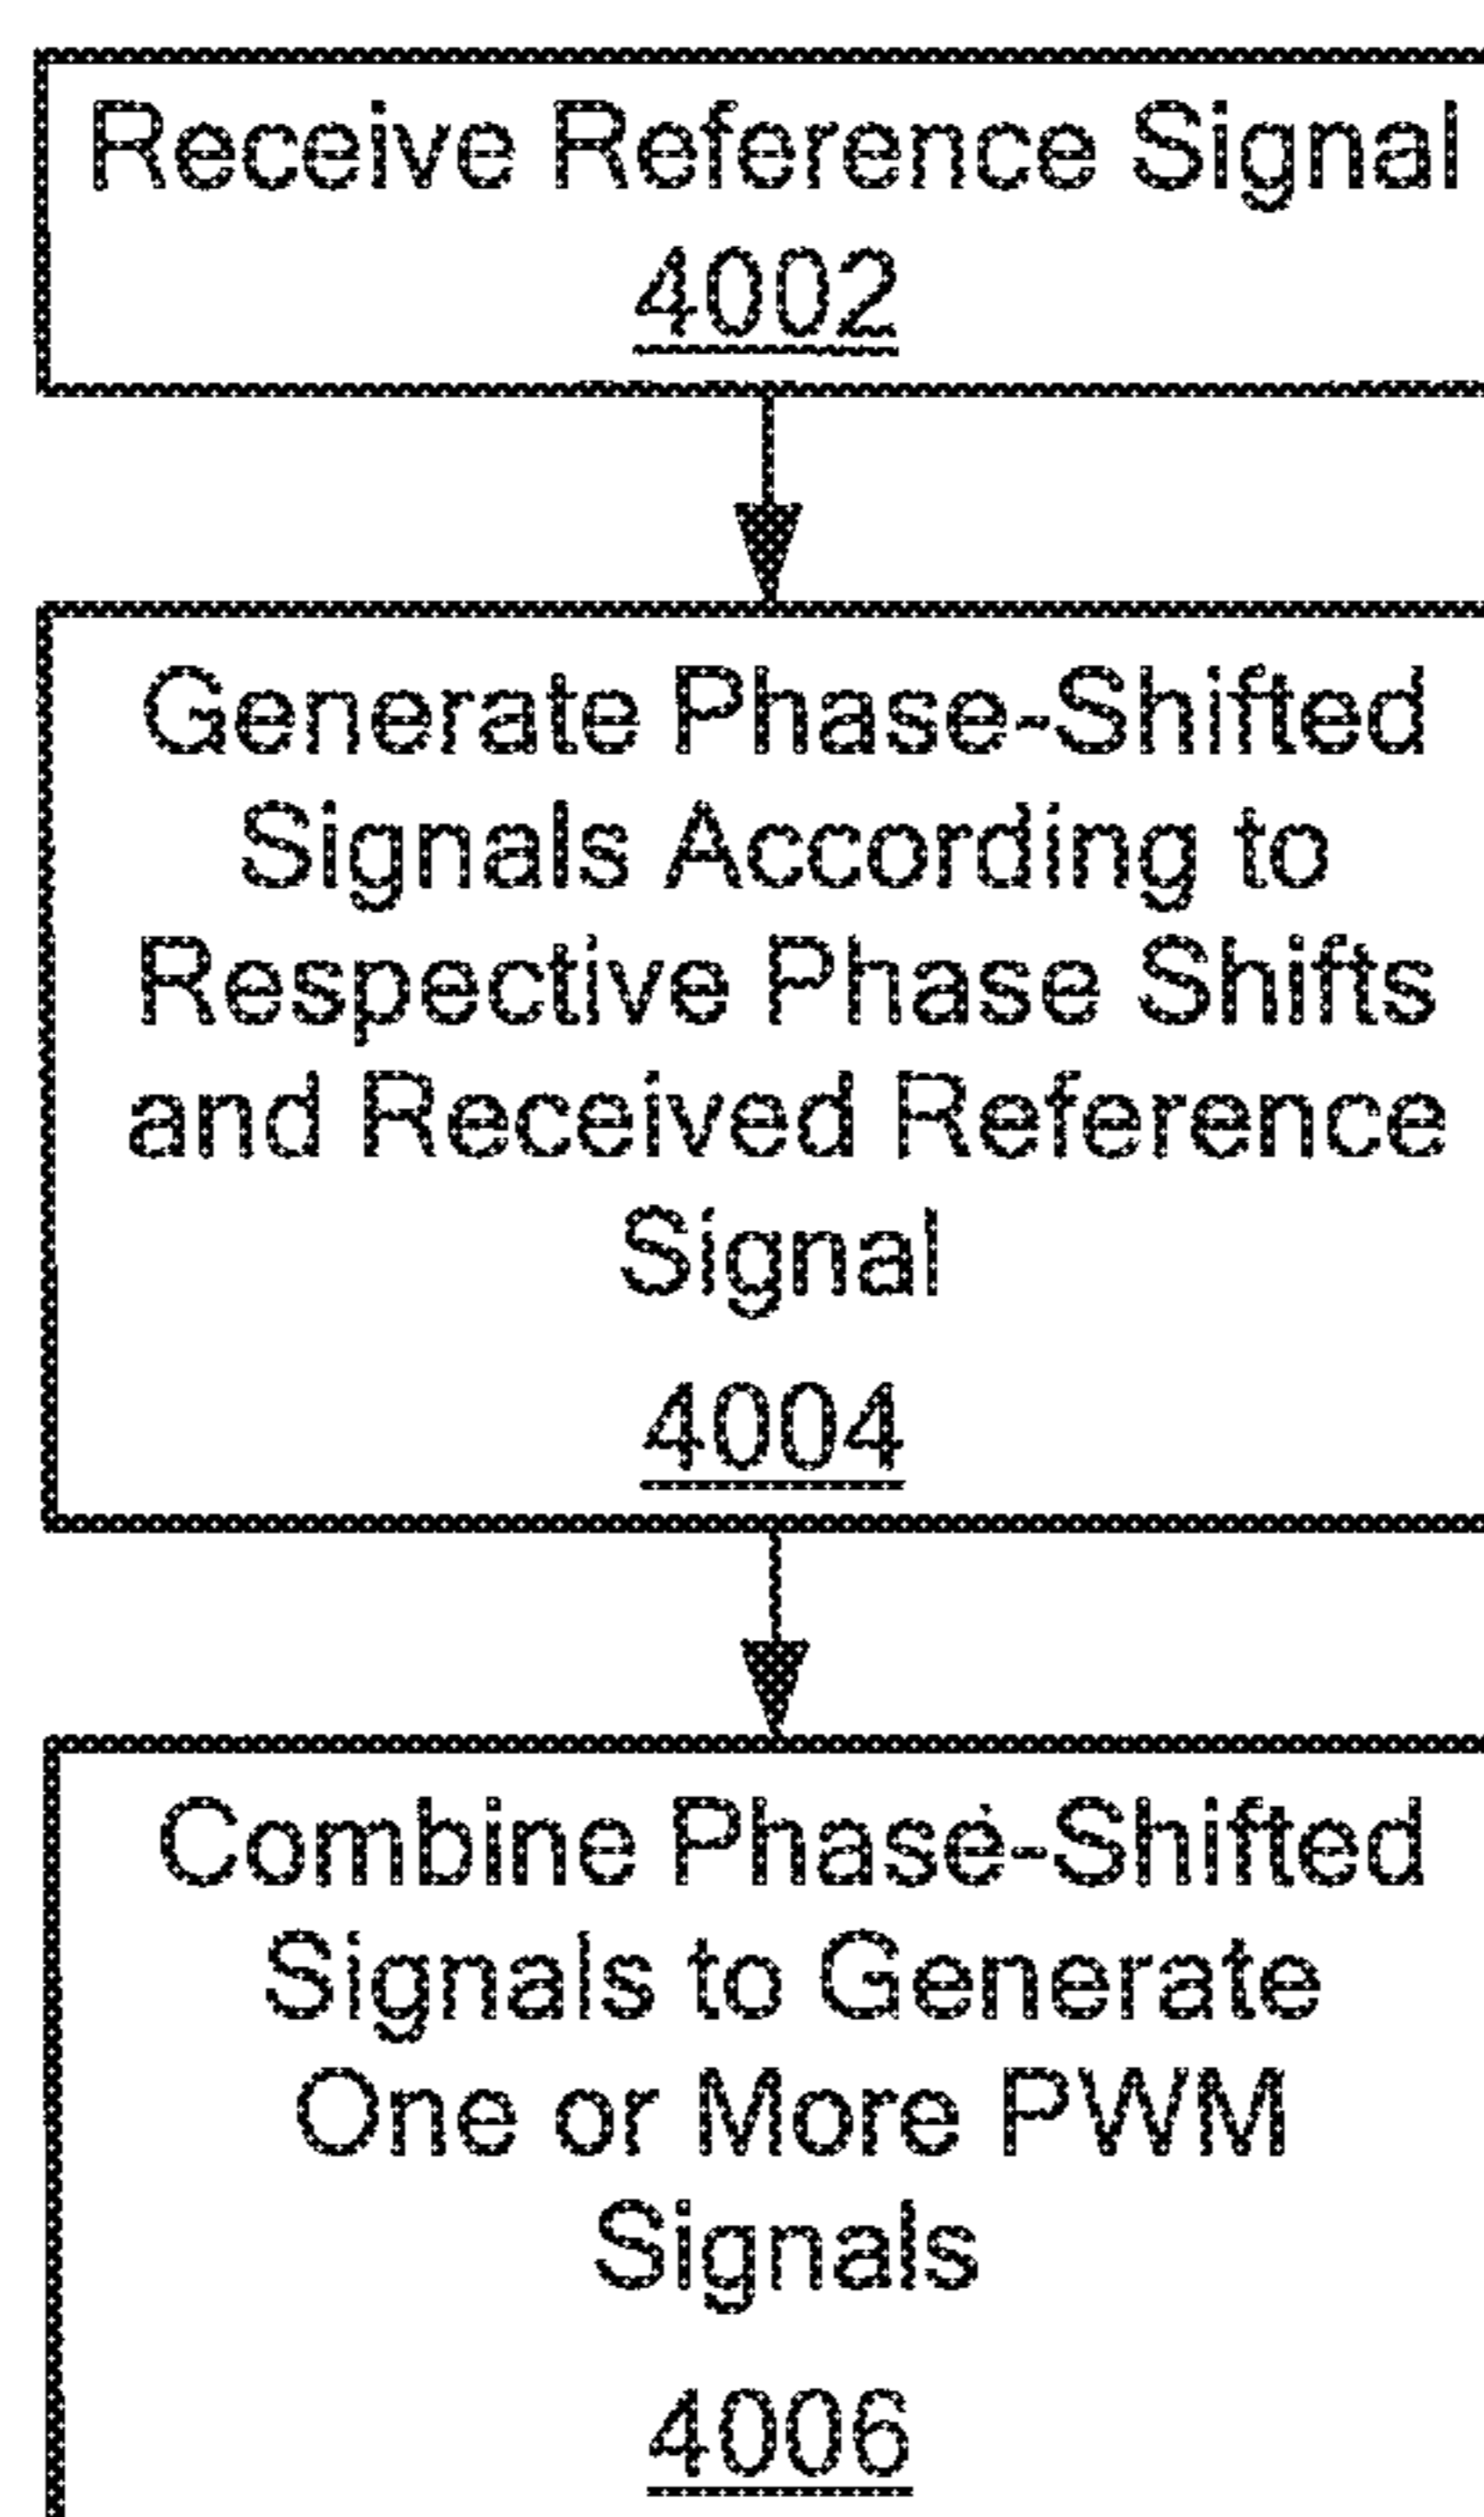 Receive Reference Signal
4002
Generate Phase-Shifted
Signals According to
Respective Phase Shifts
and Received Reference
Signal
4004
Combine Phase-Shifted
Signals to Generate
One or More PWM
Signals
4006